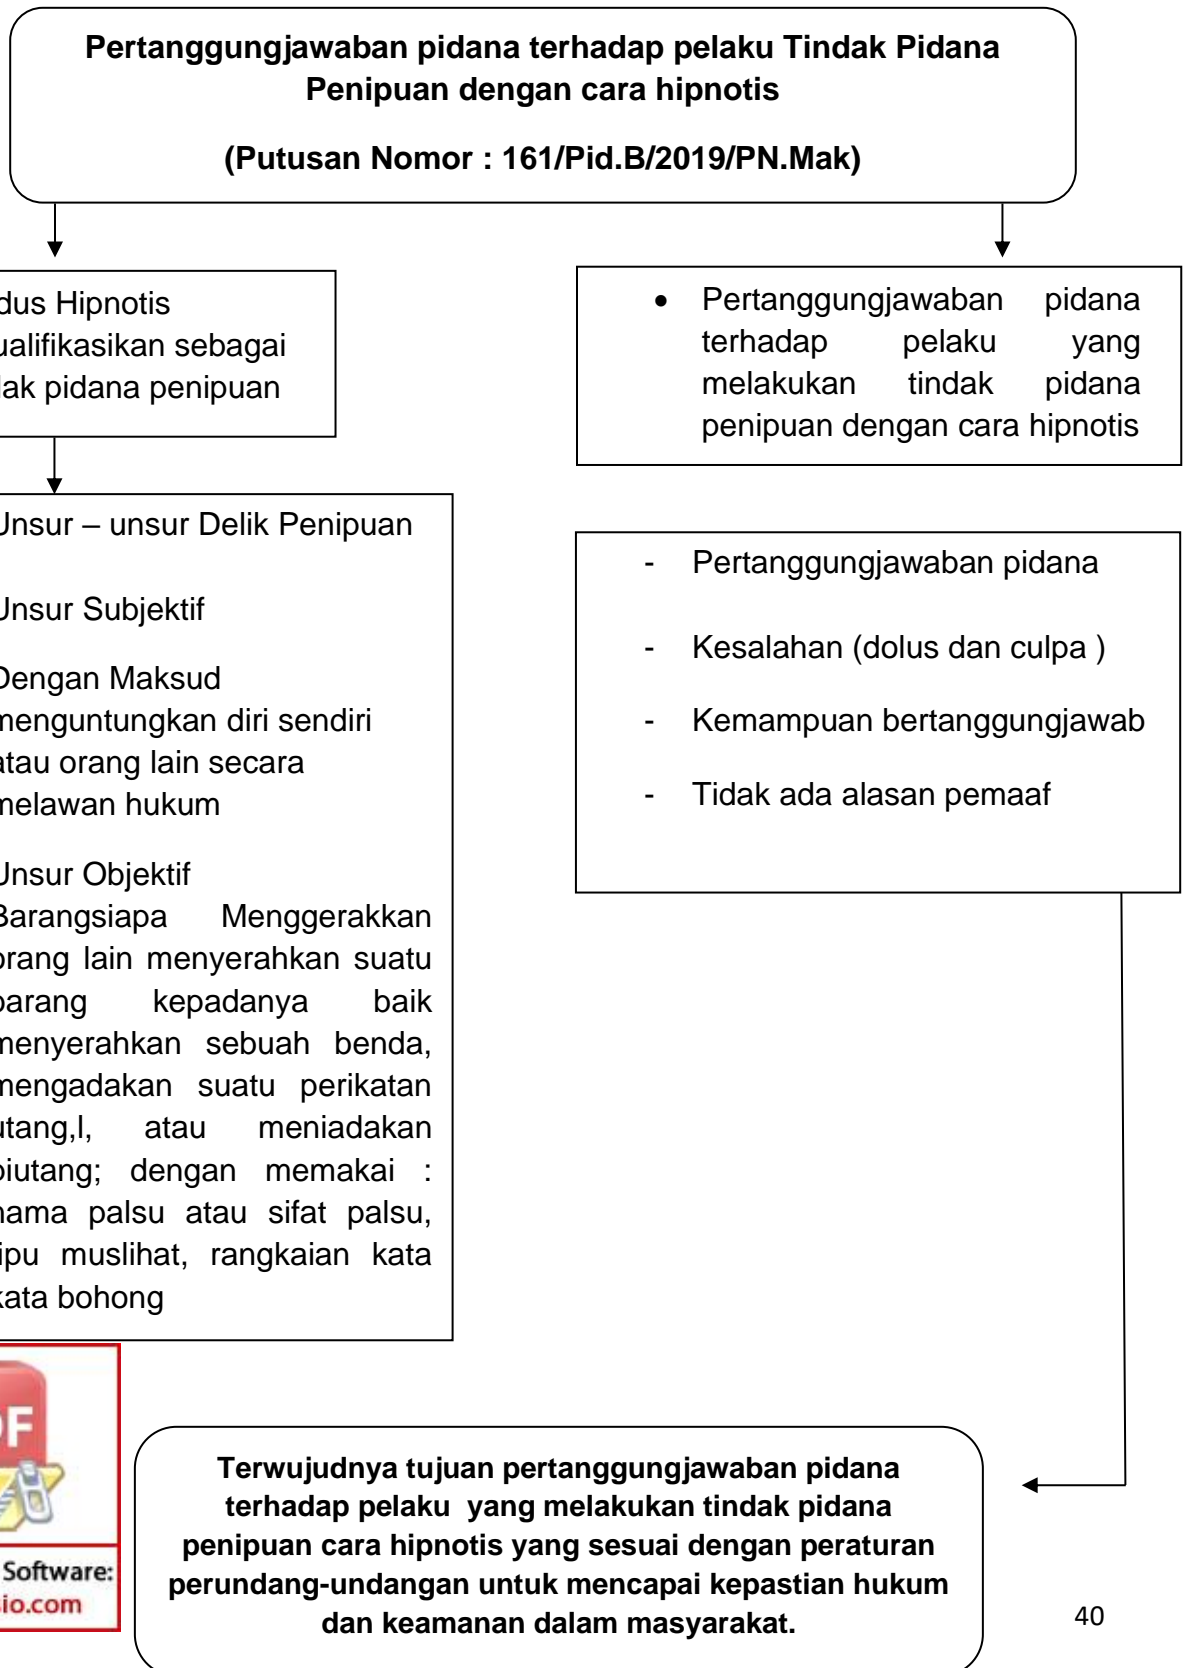 Pertanggungjawaban pidana terhadap pelaku Tindak Pidana
Penipuan dengan cara hipnotis
(Putusan Nomor : 161/Pid.B/2019/PN.Mak)
dus Hipnotis
ualifikasikan sebagai
dak pidana penipuan
Unsur – unsur Delik Penipuan
Unsur Subjektif
Dengan Maksud
menguntungkan diri sendiri
atau orang lain secara
melawan hukum
Unsur Objektif
Barangsiapa Menggerakkan
orang lain menyerahkan suatu
barang kepadanya baik
menyerahkan sebuah benda,
mengadakan suatu perikatan
utang,l, atau meniadakan
piutang; dengan memakai :
nama palsu atau sifat palsu,
tipu muslihat, rangkaian kata
kata bohong
• Pertanggungjawaban pidana
terhadap pelaku yang
melakukan tindak pidana
penipuan dengan cara hipnotis
- Pertanggungjawaban pidana
- Kesalahan (dolus dan culpa )
- Kemampuan bertanggungjawab
- Tidak ada alasan pemaaf
DF
Software:
sio.com
Terwujudnya tujuan pertanggungjawaban pidana
terhadap pelaku yang melakukan tindak pidana
penipuan cara hipnotis yang sesuai dengan peraturan
perundang-undangan untuk mencapai kepastian hukum
dan keamanan dalam masyarakat.
40